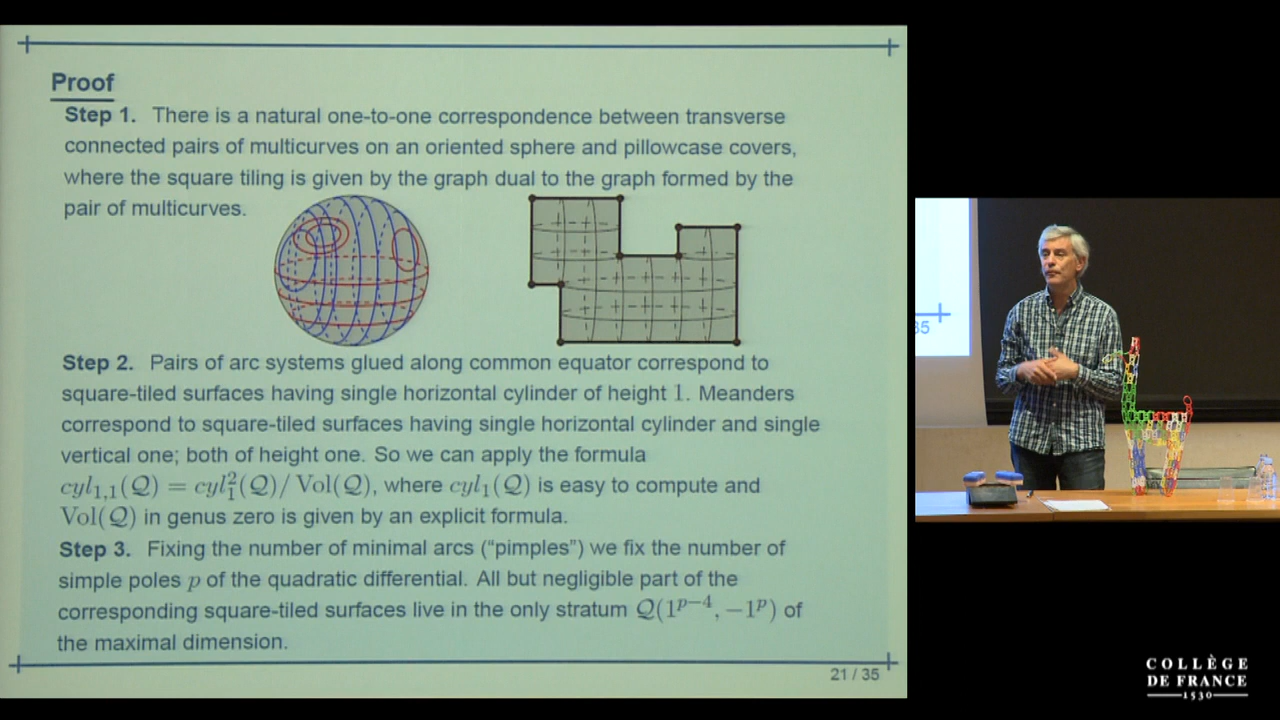 Proof
Step 1. There is a natural one-to-one correspondence between transverse
connected pairs of multicurves on an oriented sphere and pillowcase covers,
where the square tiling is given by the graph dual to the graph formed by the
pair of multicurves.
Step 2. Pairs of arc systems glued along common equator correspond to
square-tiled surfaces having single horizontal cylinder of height 1. Meanders
correspond to square-tiled surfaces having single horizontal cylinder and single
vertical one; both of height one. So we can apply the formula
cyl₁,₁(𝒬) = cyl₁²(𝒬)/ Vol(𝒬), where cyl₁(𝒬) is easy to compute and
Vol(𝒬) in genus zero is given by an explicit formula.
Step 3. Fixing the number of minimal arcs (“pimples”) we fix the number of
simple poles p of the quadratic differential. All but negligible part of the
corresponding square-tiled surfaces live in the only stratum 𝒬(1ᵖ⁻⁴, −1ᵖ) of
the maximal dimension.
21 / 35
35
COLLÈGE
DE FRANCE
1530